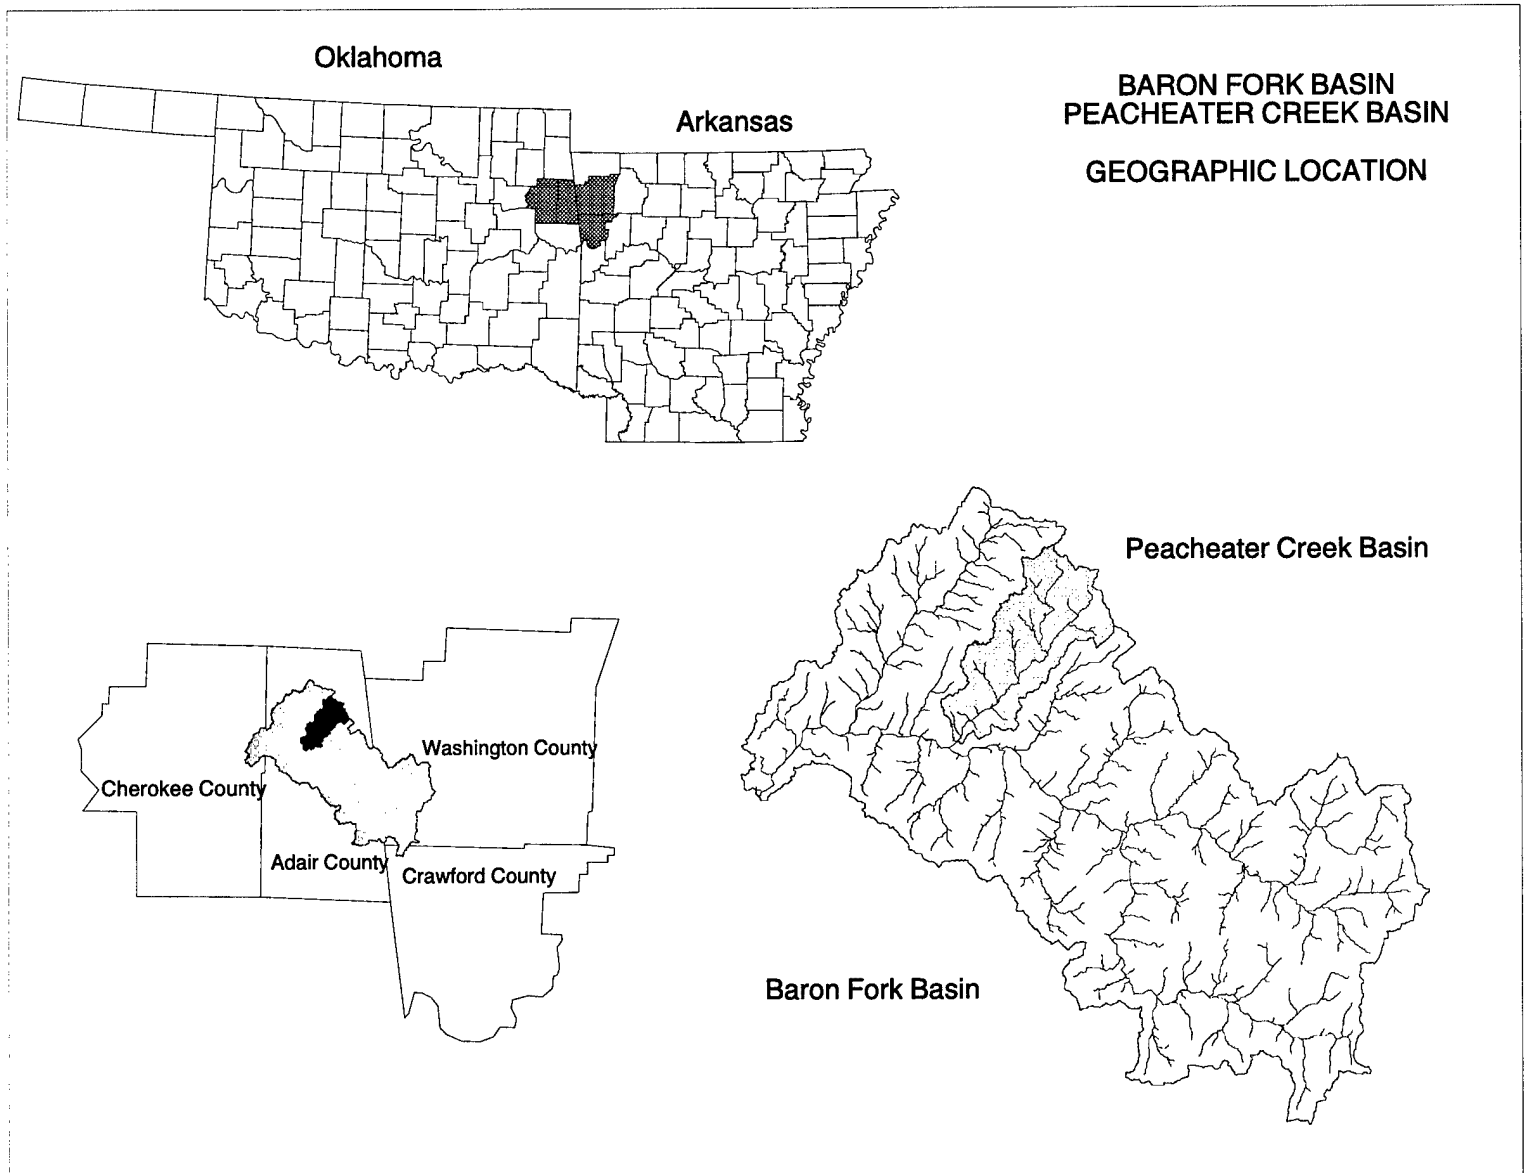 Oklahoma
Arkansas
BARON FORK BASIN
PEACHEATER CREEK BASIN
GEOGRAPHIC LOCATION
Peacheater Creek Basin
Washington County
Cherokee County
Adair County
Crawford County
Baron Fork Basin